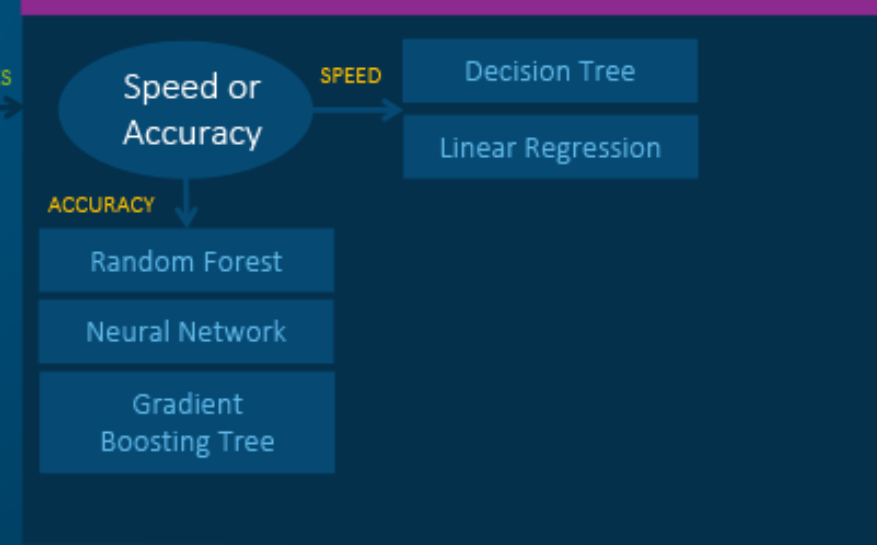 Speed or
Accuracy
SPEED
Decision Tree
Linear Regression
ACCURACY
Random Forest
Neural Network
Gradient
Boosting Tree